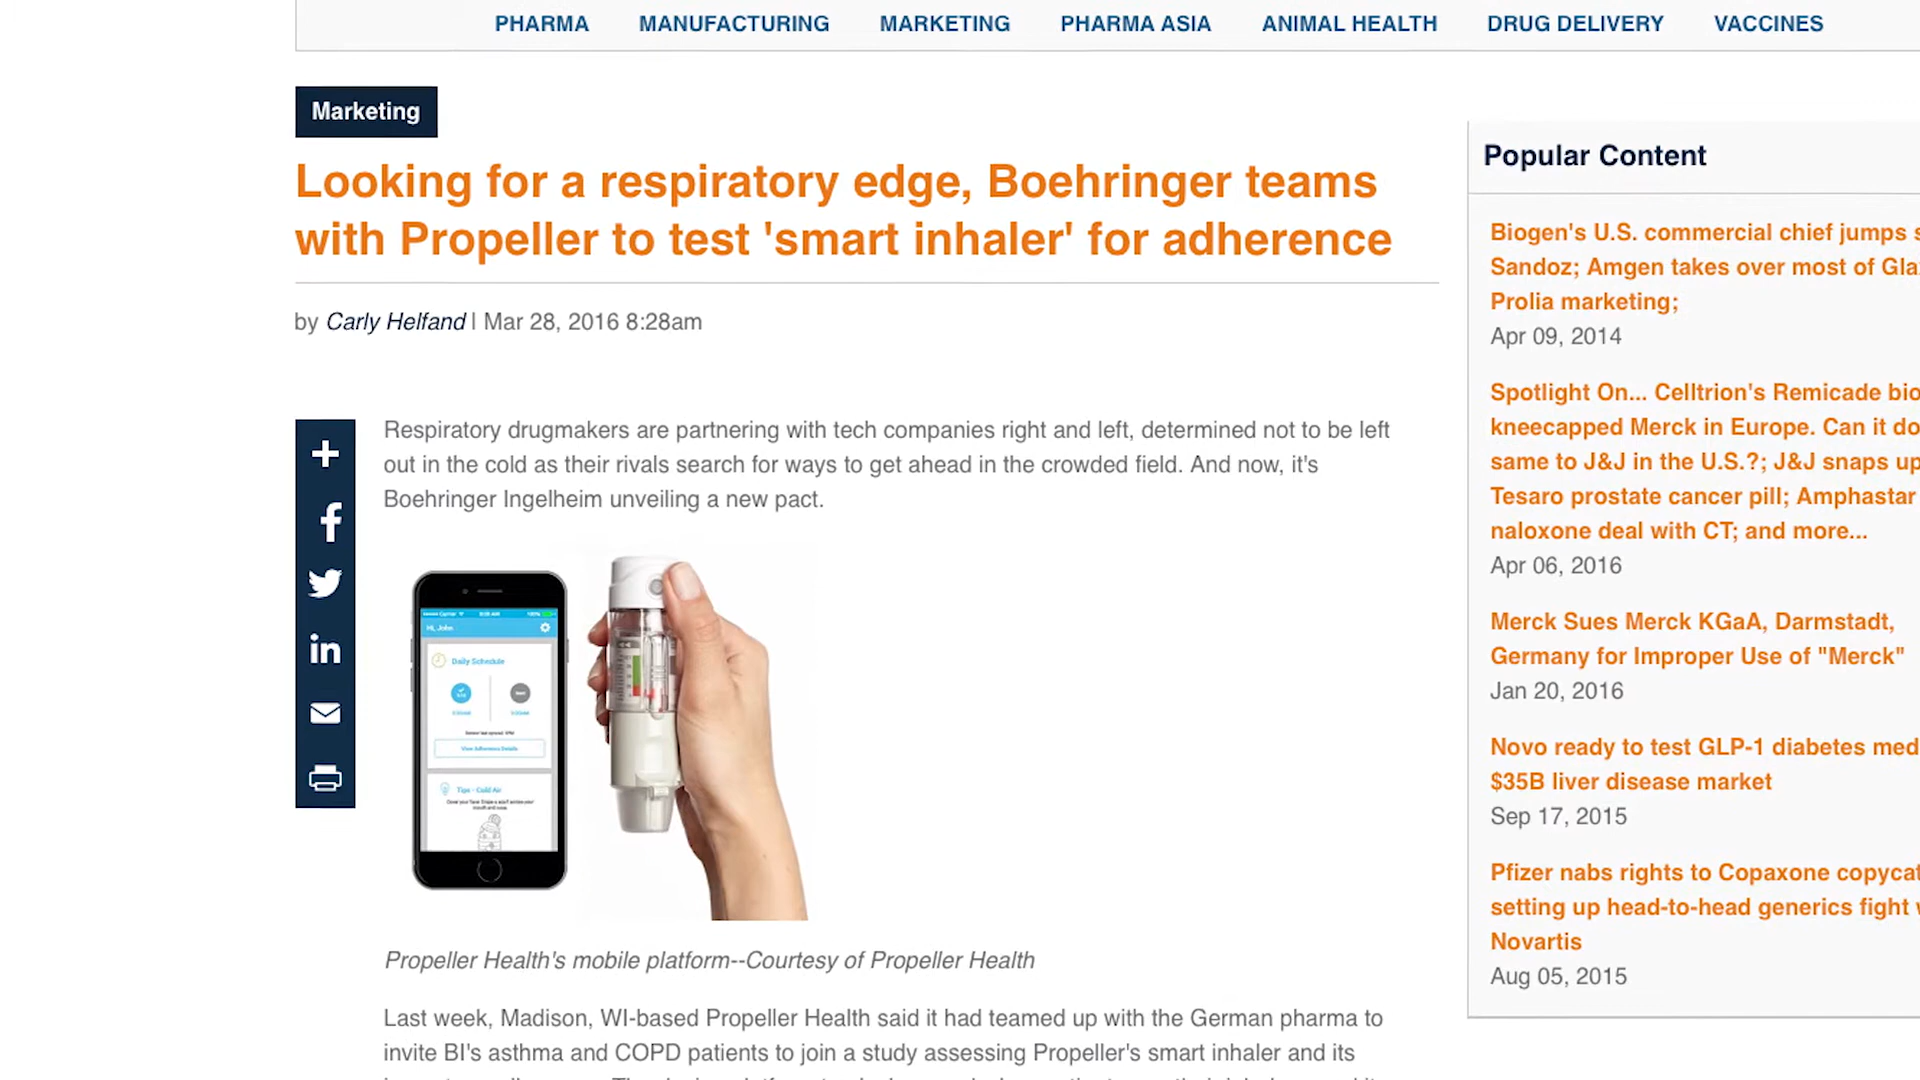 PHARMA MANUFACTURING MARKETING PHARMA ASIA ANIMAL HEALTH DRUG DELIVERY VACCINES
Marketing
Looking for a respiratory edge, Boehringer teams
with Propeller to test 'smart inhaler' for adherence
by Carly Helfand | Mar 28, 2016 8:28am
Respiratory drugmakers are partnering with tech companies right and left, determined not to be left
out in the cold as their rivals search for ways to get ahead in the crowded field. And now, it's
Boehringer Ingelheim unveiling a new pact.
Hi, John
Daily Schedule
View Adherence Details
Tips - Cold Air
Propeller Health's mobile platform--Courtesy of Propeller Health
Last week, Madison, WI-based Propeller Health said it had teamed up with the German pharma to
invite BI's asthma and COPD patients to join a study assessing Propeller's smart inhaler and its
Popular Content
Biogen's U.S. commercial chief jumps
Sandoz; Amgen takes over most of
Prolia marketing;
Apr 09, 2014
Spotlight On... Celltrion's Remicade
kneecapped Merck in Europe. Can it do
same to J&J in the U.S.?; J&J snaps up
Tesaro prostate cancer pill; Amphastar
naloxone deal with CT; and more...
Apr 06, 2016
Merck Sues Merck KGaA, Darmstadt,
Germany for Improper Use of "Merck"
Jan 20, 2016
Novo ready to test GLP-1 diabetes med
$35B liver disease market
Sep 17, 2015
Pfizer nabs rights to Copaxone
setting up head-to-head generics fight
Novartis
Aug 05, 2015